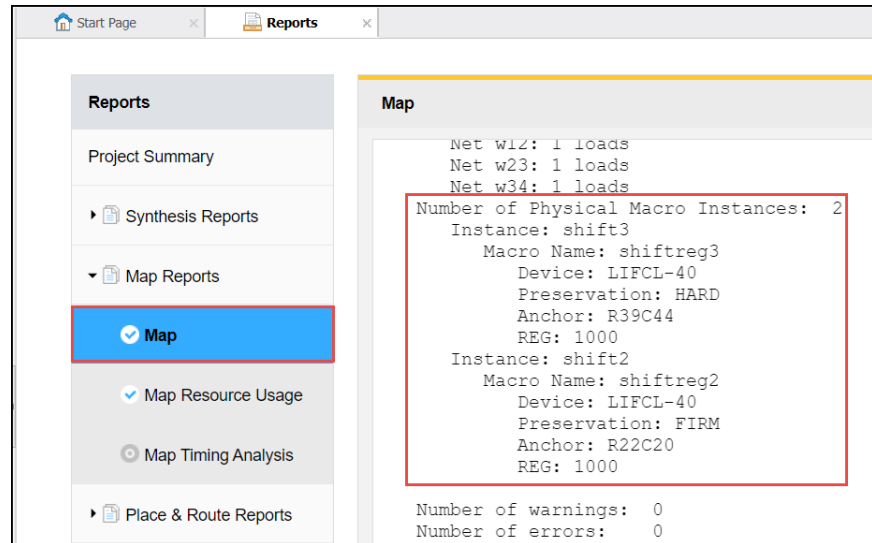 Start Page
Reports
Reports
Project Summary
Synthesis Reports
Map Reports
Map
Map Resource Usage
Map Timing Analysis
Place & Route Reports
Map
Net w12: 1 loads
Net w23: 1 loads
Net w34: 1 loads
Number of Physical Macro Instances: 2
Instance: shift3
Macro Name: shiftreg3
Device: LIFCL-40
Preservation: HARD
Anchor: R39C44
REG: 1000
Instance: shift2
Macro Name: shiftreg2
Device: LIFCL-40
Preservation: FIRM
Anchor: R22C20
REG: 1000
Number of warnings: 0
Number of errors: 0